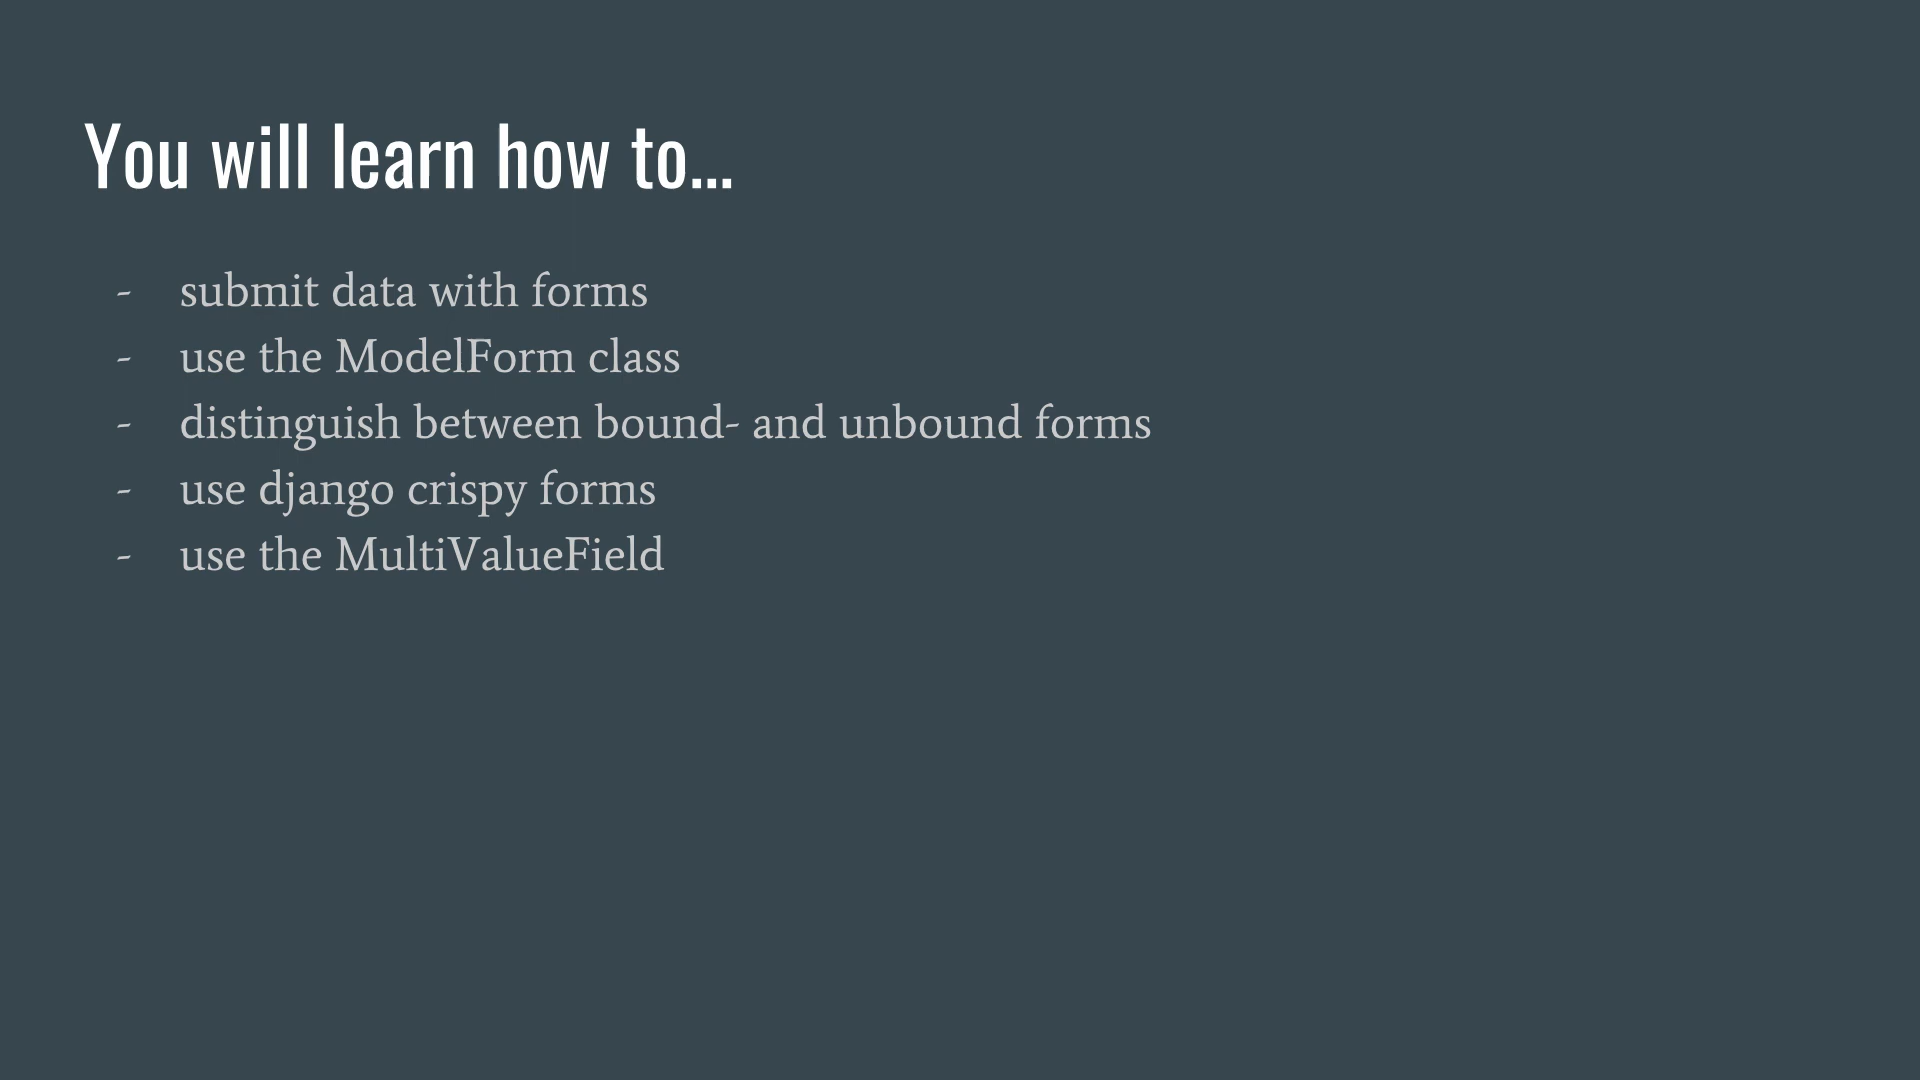 You will learn how to...
- submit data with forms
- use the ModelForm class
- distinguish between bound- and unbound forms
- use django crispy forms
- use the MultiValueField